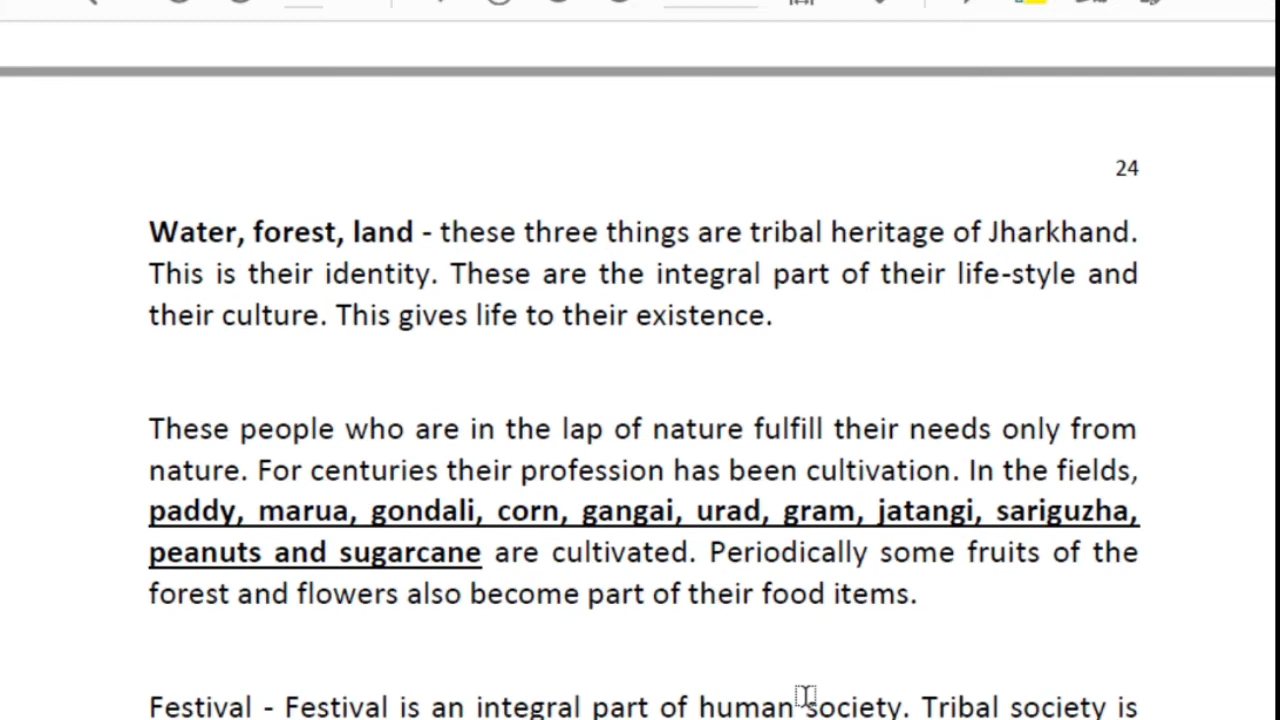 24
Water, forest, land - these three things are tribal heritage of Jharkhand.
This is their identity. These are the integral part of their life-style and
their culture. This gives life to their existence.
These people who are in the lap of nature fulfill their needs only from
nature. For centuries their profession has been cultivation. In the fields,
paddy, marua, gondali, corn, gangai, urad, gram, jatangi, sariguzha,
peanuts and sugarcane are cultivated. Periodically some fruits of the
forest and flowers also become part of their food items.
Festival - Festival is an integral part of human society. Tribal society is